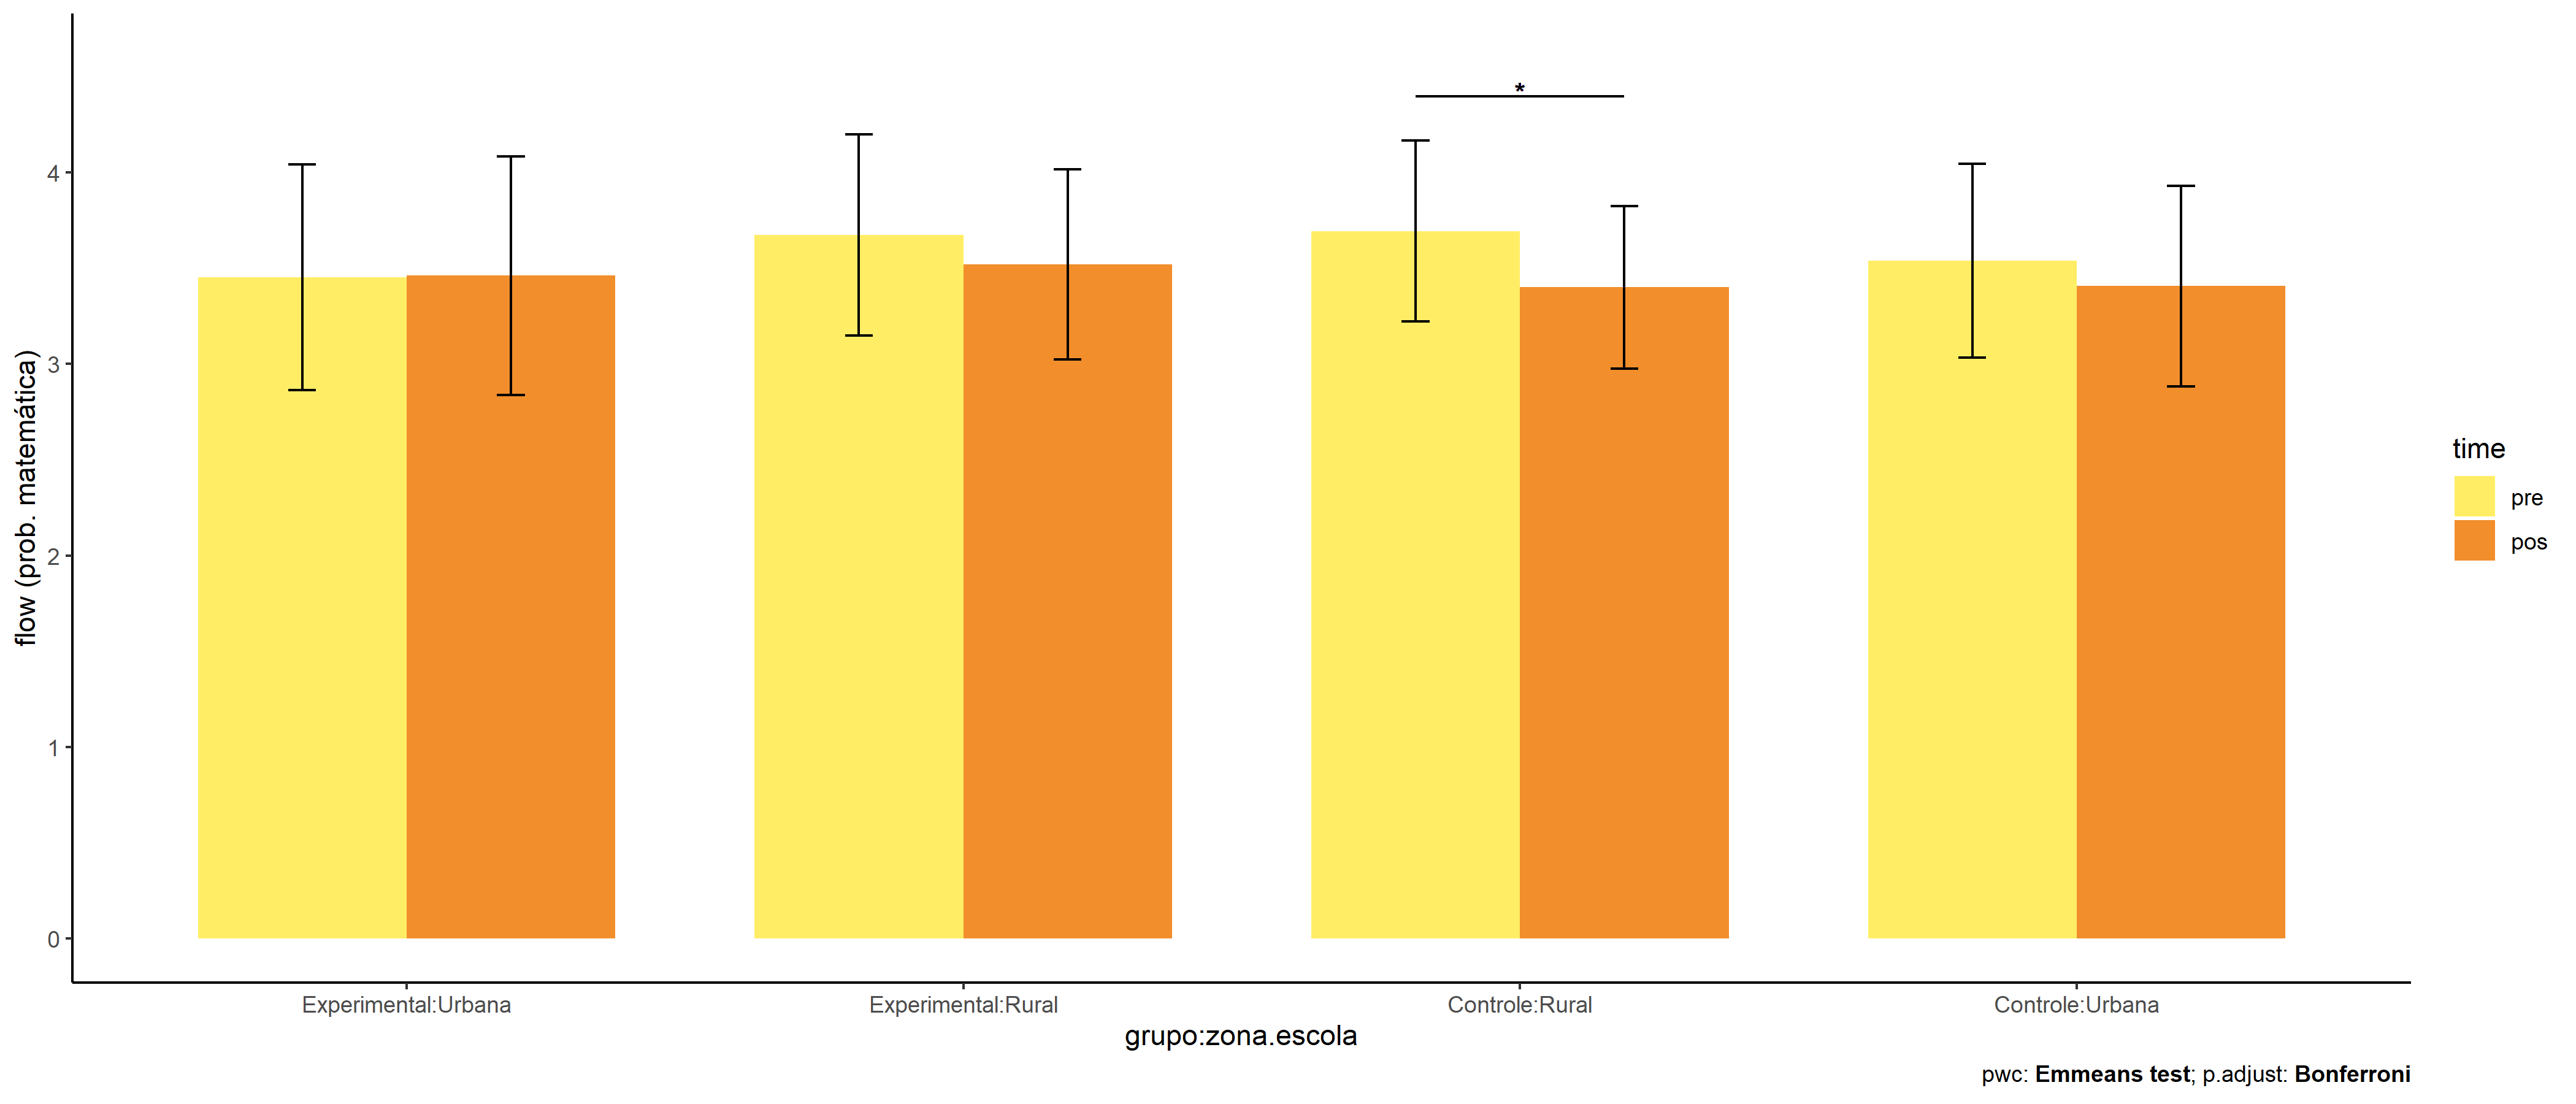 *
4
3
2
1
0
flow (prob. matemática)
Experimental:Urbana
Experimental:Rural
Controle:Rural
Controle:Urbana
grupo:zona.escola
time
pre
pos
pwc: Emmeans test; p.adjust: Bonferroni